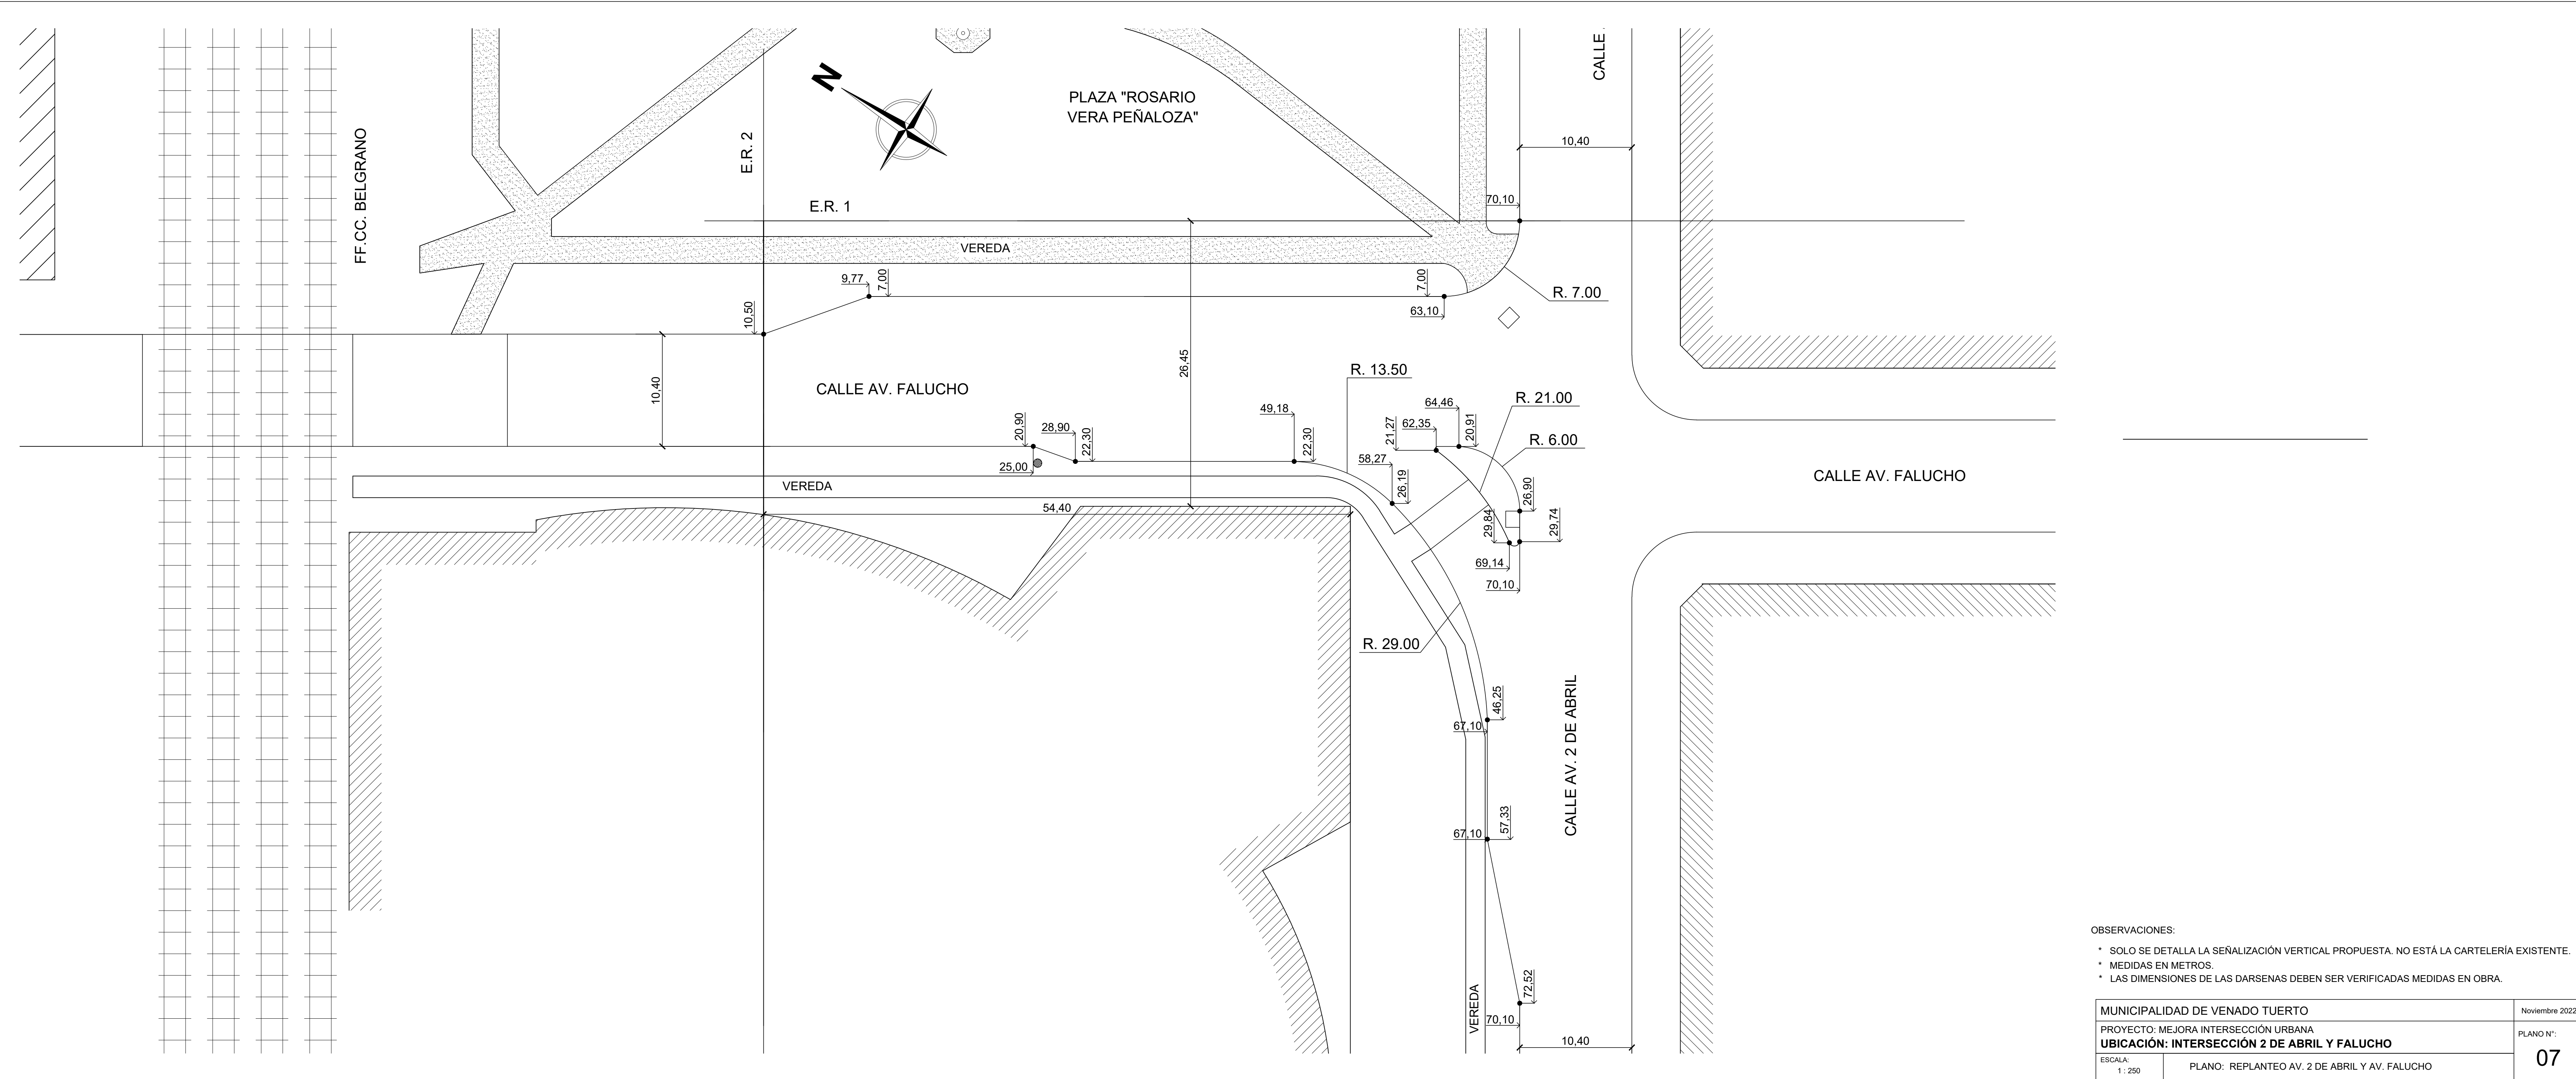 CALLE
N
PLAZA "ROSARIO
VERA PEÑALOZA"
FF.CC. BELGRANO
E.R. 2
10,40
E.R. 1
70,10
VEREDA
9,77
7,00
7,00
R. 7.00
63,10
10,50
26,45
10,40
CALLE AV. FALUCHO
R. 13.50
R. 21.00
64,46
49,18
20,90
28,90
22,30
22,30
21,27
62,35
20,91
R. 6.00
58,27
25,00
26,19
26,90
CALLE AV. FALUCHO
VEREDA
54,40
29,84
29,74
69,14
70,10
R. 29.00
46,25
67,10
CALLE AV. 2 DE ABRIL
57,33
67,10
72,52
VEREDA
70,10
10,40
OBSERVACIONES:
* SOLO SE DETALLA LA SEÑALIZACIÓN VERTICAL PROPUESTA. NO ESTÁ LA CARTELERÍA EXISTENTE.
* MEDIDAS EN METROS.
* LAS DIMENSIONES DE LAS DARSENAS DEBEN SER VERIFICADAS MEDIDAS EN OBRA.
MUNICIPALIDAD DE VENADO TUERTO
Noviembre 2022
PROYECTO: MEJORA INTERSECCIÓN URBANA
UBICACIÓN: INTERSECCIÓN 2 DE ABRIL Y FALUCHO
PLANO N°:
07
ESCALA:
1 : 250
PLANO: REPLANTEO AV. 2 DE ABRIL Y AV. FALUCHO